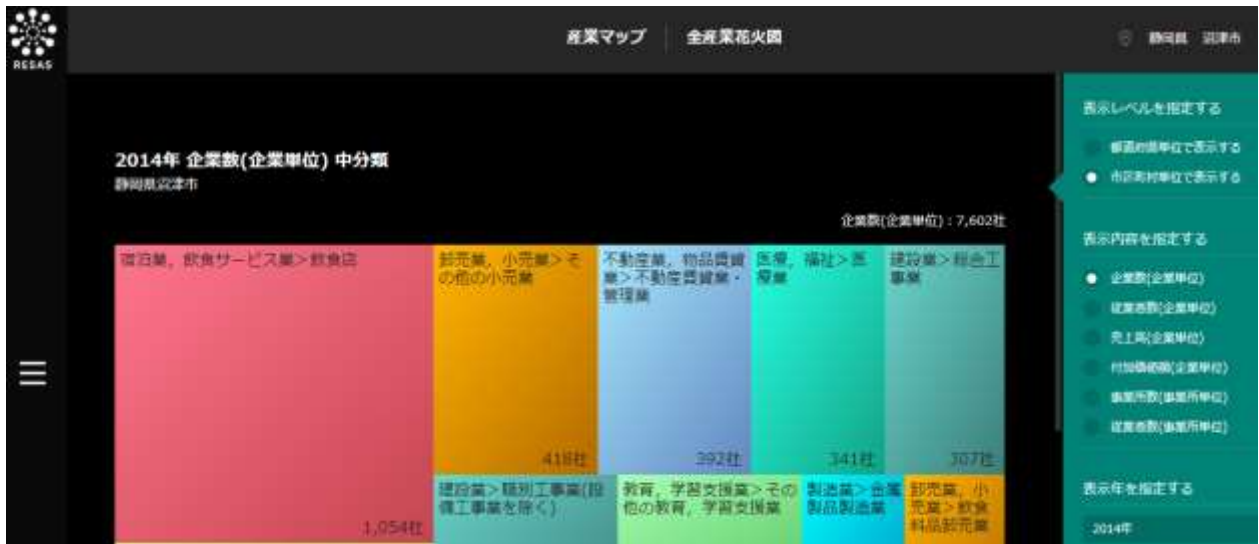 産業マップ 全産業花火図
静岡県 沼津市
RESAS
表示レベルを指定する
都道府県単位で表示する
市区町村単位で表示する
2014年 企業数(企業単位) 中分類
静岡県沼津市
企業数(企業単位) : 7,602社
表示内容を指定する
企業数(企業単位)
従業者数(企業単位)
売上高(企業単位)
付加価値額(企業単位)
事業所数(事業所単位)
従業者数(事業所単位)
表示年を指定する
2014年
宿泊業, 飲食サービス業>飲食店
1,054社
卸売業, 小売業>そ
の他の小売業
418社
不動産業, 物品賃貸
業>不動産賃貸業・
管理業
392社
医療, 福祉>医
療業
341社
建設業>総合工
事業
307社
建設業>職別工事業(設
備工事業を除く)
教育, 学習支援業>その
他の教育, 学習支援業
製造業>金属
製品製造業
卸売業, 小
売業>飲食
料品卸売業